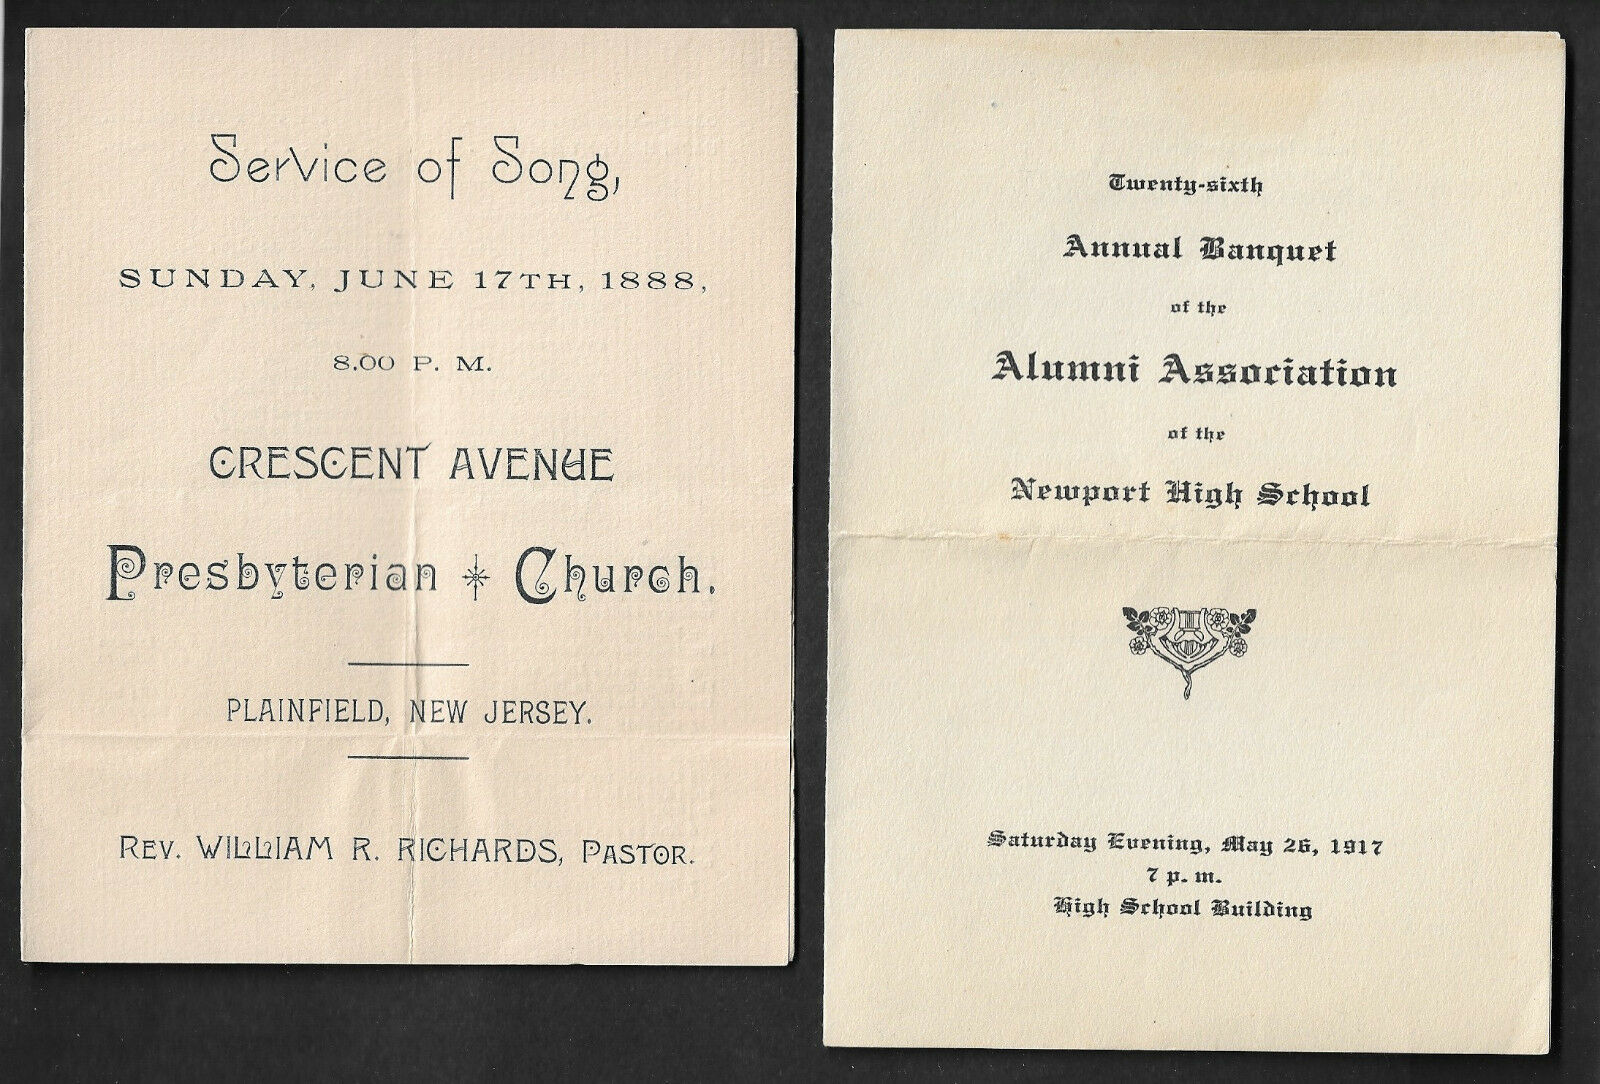 Service of Song,
SUNDAY, JUNE 17TH, 1888,
8.00 P. M.
CRESCENT AVENUE
Presbyterian Church.
PLAINFIELD, NEW JERSEY.
REV. WILLIAM R. RICHARDS, PASTOR.
Twenty-sixth
Annual Banquet
of the
Alumni Association
of the
Newport High School
Saturday Evening, May 26, 1917
7 p. m.
High School Building